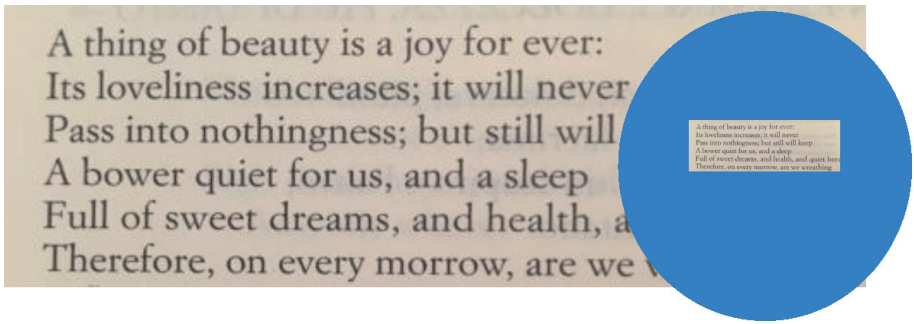 A thing of beauty is a joy for ever:
Its loveliness increases; it will never
Pass into nothingness; but still will
A bower quiet for us, and a sleep
Full of sweet dreams, and health, a
Therefore, on every morrow, are we
A thing of beauty is a joy for ever:
Its loveliness increases; it will never
Pass into nothingness; but still will keep
A bower quiet for us, and a sleep
Full of sweet dreams, and health, and quiet brea
Therefore, on every morrow, are we wreathing